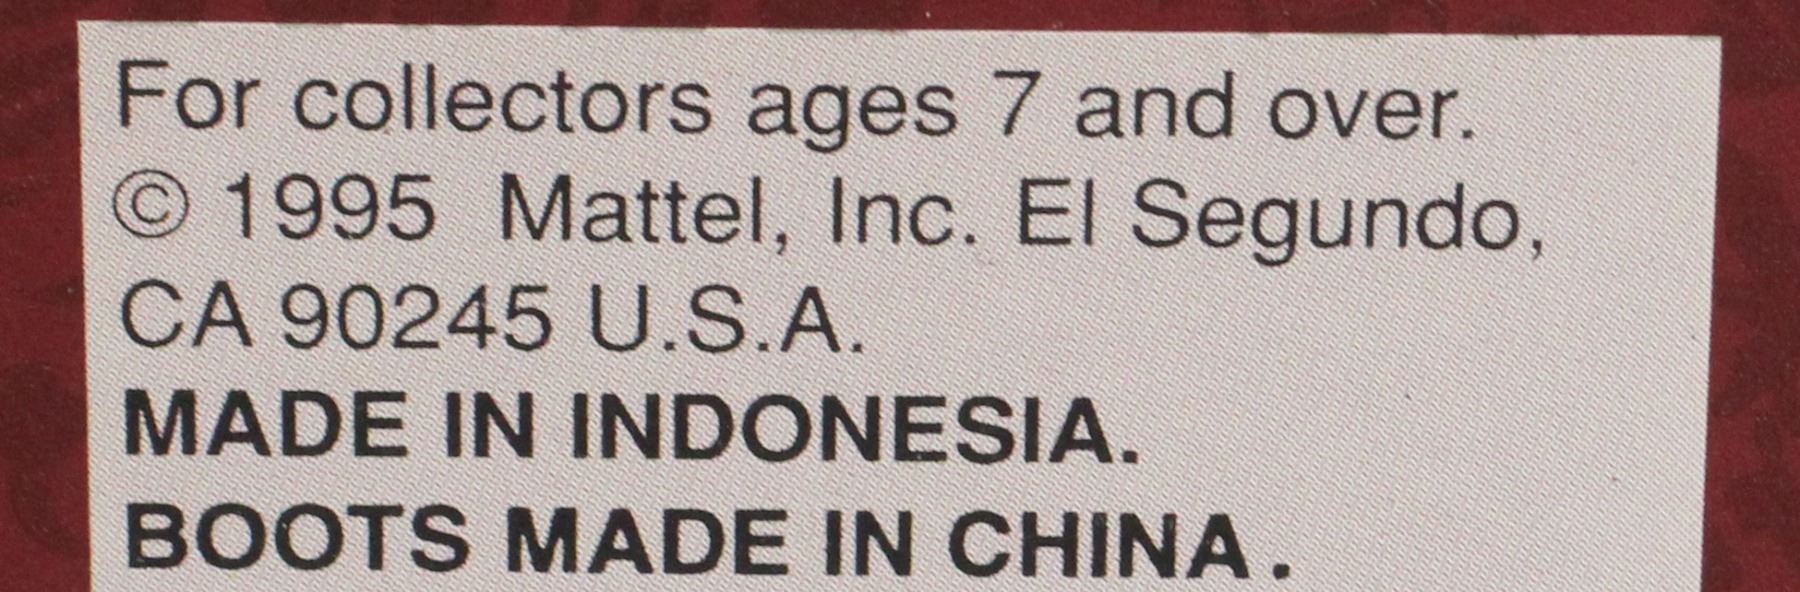 For collectors ages 7 and over.
© 1995 Mattel, Inc. El Segundo,
CA 90245 U.S.A.
MADE IN INDONESIA.
BOOTS MADE IN CHINA.